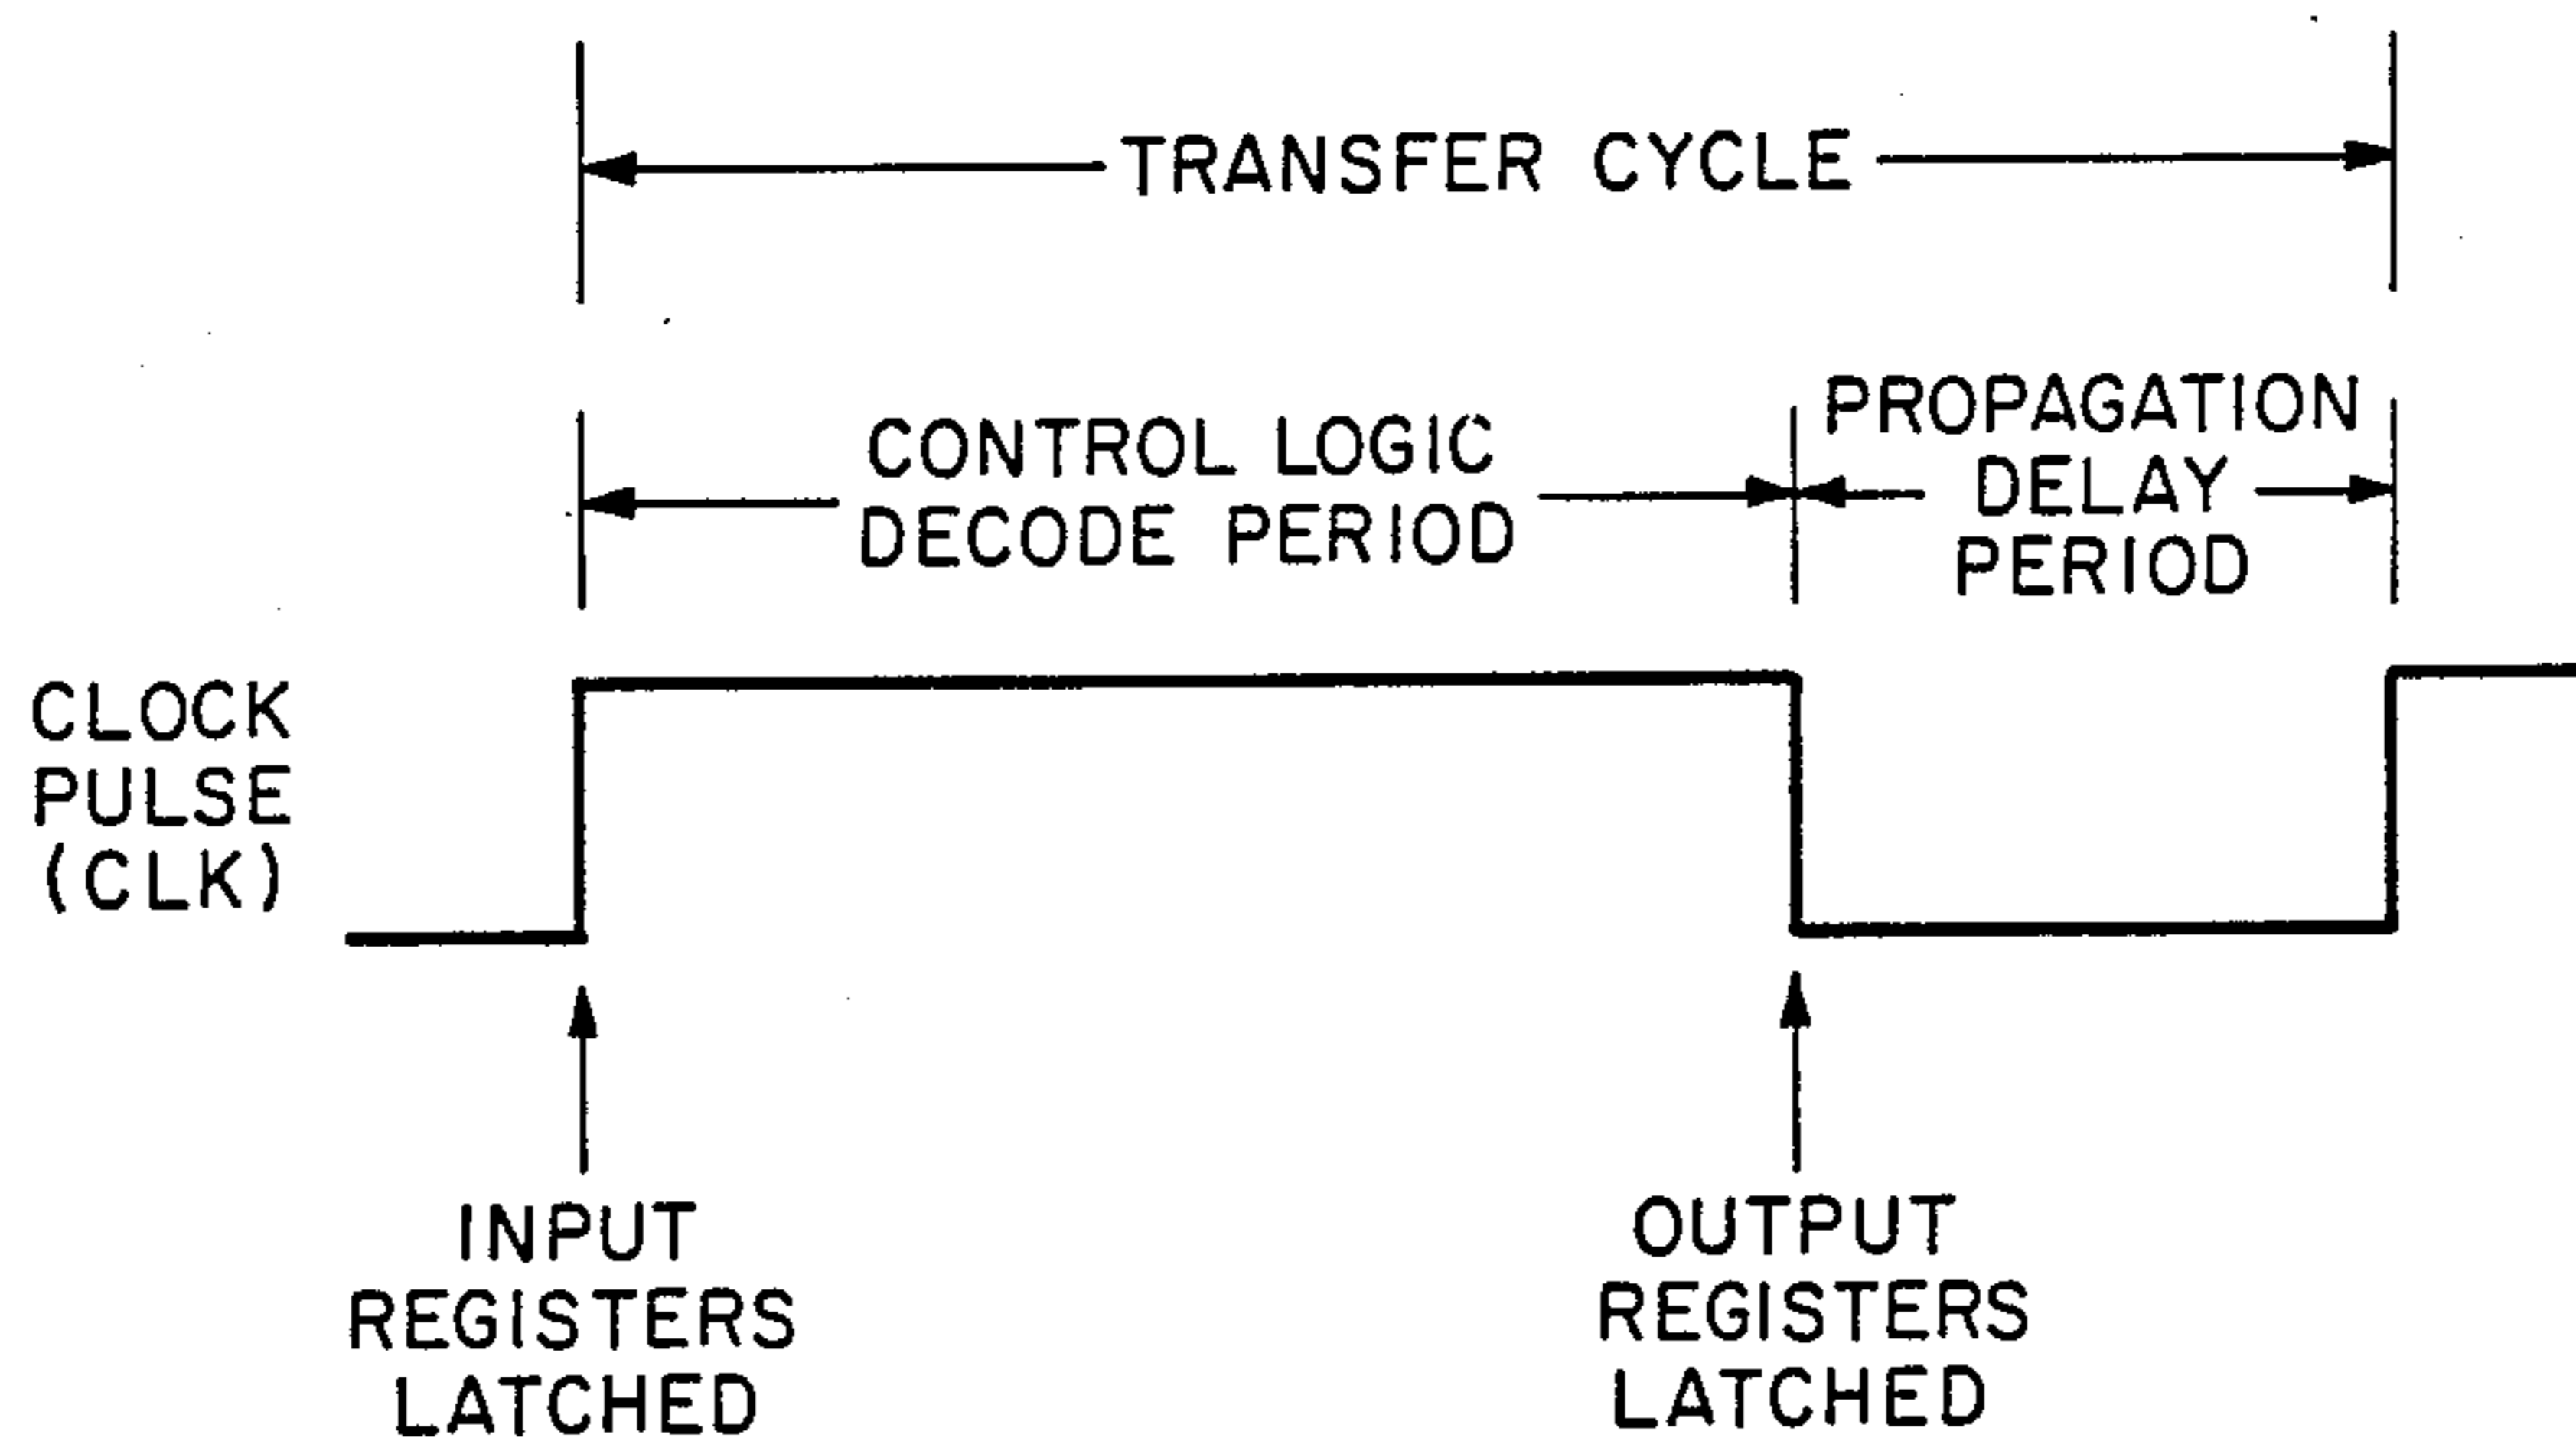 TRANSFER CYCLE
CONTROL LOGIC
DECODE PERIOD
PROPAGATION
DELAY
PERIOD
CLOCK
PULSE
(CLK)
INPUT
REGISTERS
LATCHED
OUTPUT
REGISTERS
LATCHED